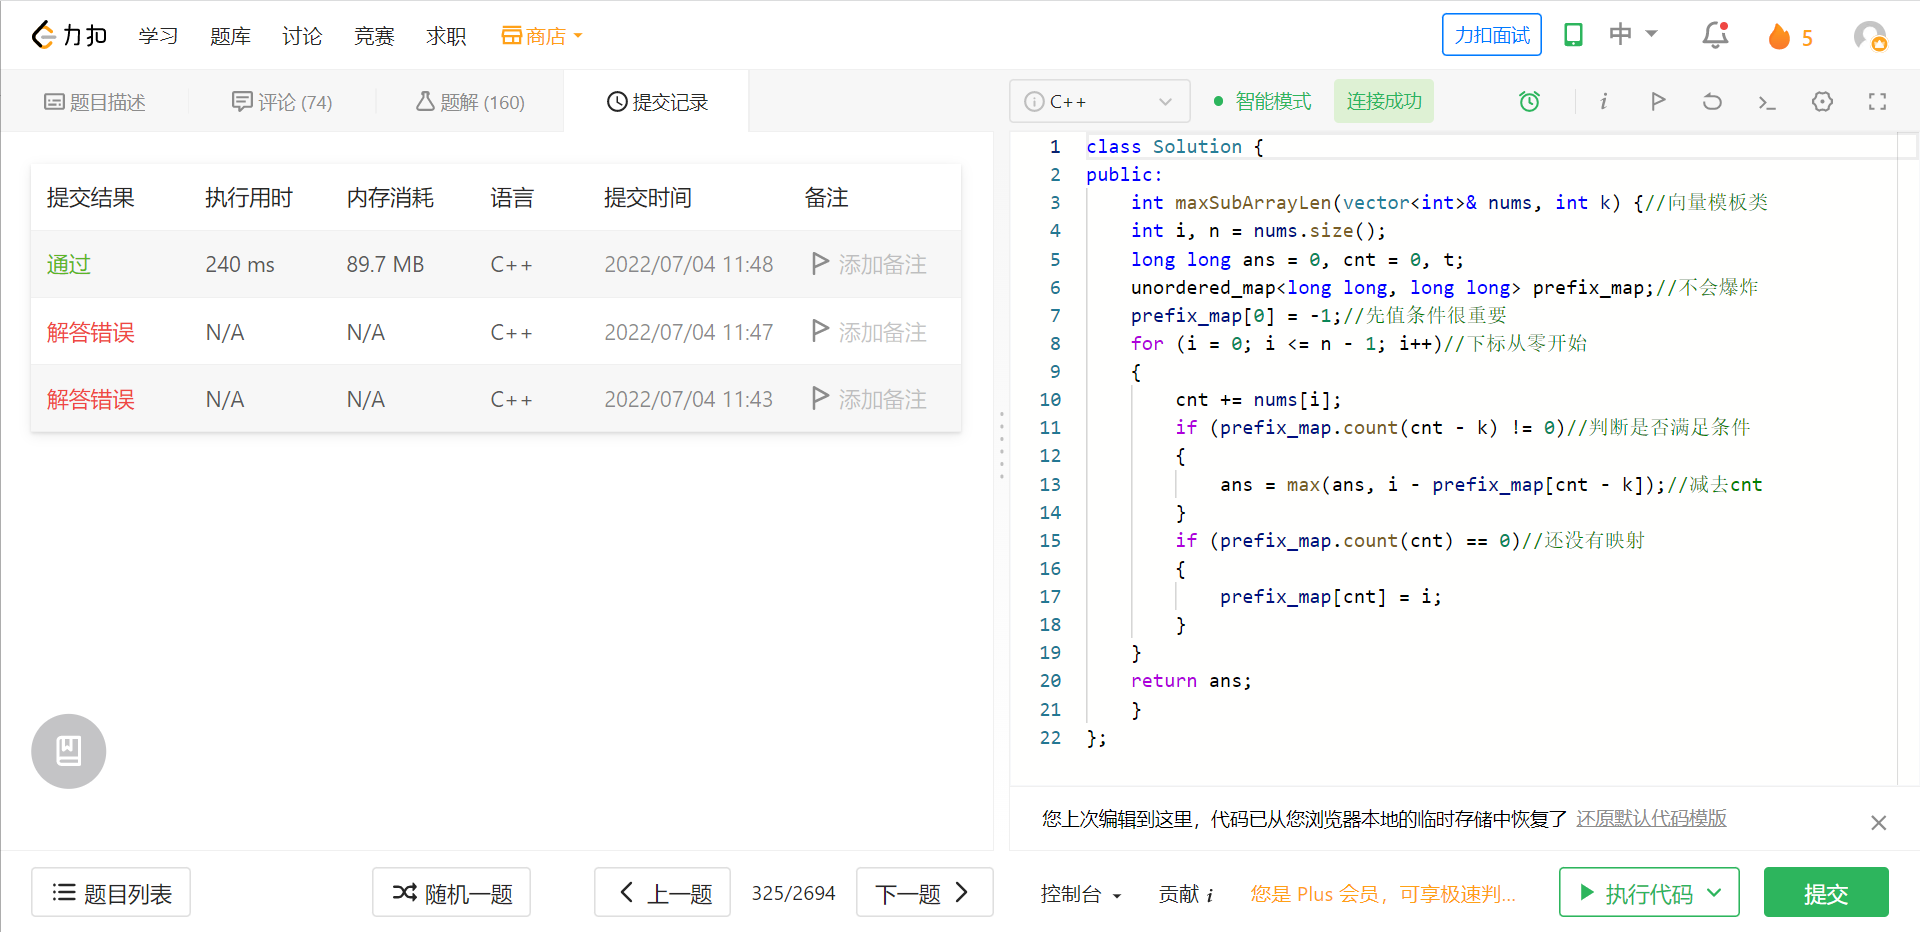 力扣 学习 题库 讨论 竞赛 求职 商店 力扣面试 中 5
题目描述 评论 (74) 题解 (160) 提交记录
提交结果 执行用时 内存消耗 语言 提交时间 备注
通过 240 ms 89.7 MB C++ 2022/07/04 11:48 添加备注
解答错误 N/A N/A C++ 2022/07/04 11:47 添加备注
解答错误 N/A N/A C++ 2022/07/04 11:43 添加备注
i C++ 智能模式 连接成功 i
1 class Solution {
2 public:
3     int maxSubArrayLen(vector<int>& nums, int k) {//向量模板类
4     int i, n = nums.size();
5     long long ans = 0, cnt = 0, t;
6     unordered_map<long long, long long> prefix_map;//不会爆炸
7     prefix_map[0] = -1;//先值条件很重要
8     for (i = 0; i <= n - 1; i++)//下标从零开始
9     {
10         cnt += nums[i];
11         if (prefix_map.count(cnt - k) != 0)//判断是否满足条件
12         {
13             ans = max(ans, i - prefix_map[cnt - k]);//减去cnt
14         }
15         if (prefix_map.count(cnt) == 0)//还没有映射
16         {
17             prefix_map[cnt] = i;
18         }
19     }
20     return ans;
21     }
22 };
您上次编辑到这里，代码已从您浏览器本地的临时存储中恢复了 还原默认代码模版
题目列表 随机一题 上一题 325/2694 下一题 控制台 贡献 i 您是 Plus 会员，可享极速判... 执行代码 提交